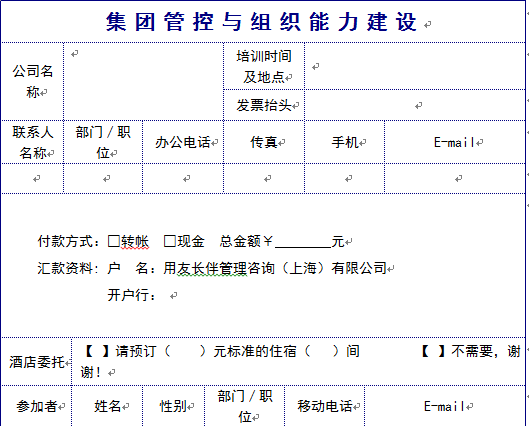 集团管控与组织能力建设
公司名称
培训时间及地点
发票抬头
联系人名称 部门／职位 办公电话 传真 手机 E-mail
付款方式：□转帐 □现金 总金额￥________元
汇款资料：户 名：用友长伴管理咨询（上海）有限公司
开户行：
酒店委托 【 】请预订（ ）元标准的住宿（ ）间 【 】不需要，谢谢！
参加者 姓名 性别 部门／职位 移动电话 E-mail